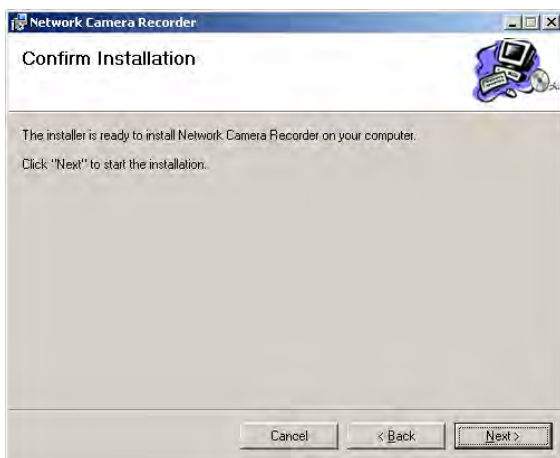 Network Camera Recorder
Confirm Installation
The installer is ready to install Network Camera Recorder on your computer.
Click "Next" to start the installation.
Cancel
< Back
Next >